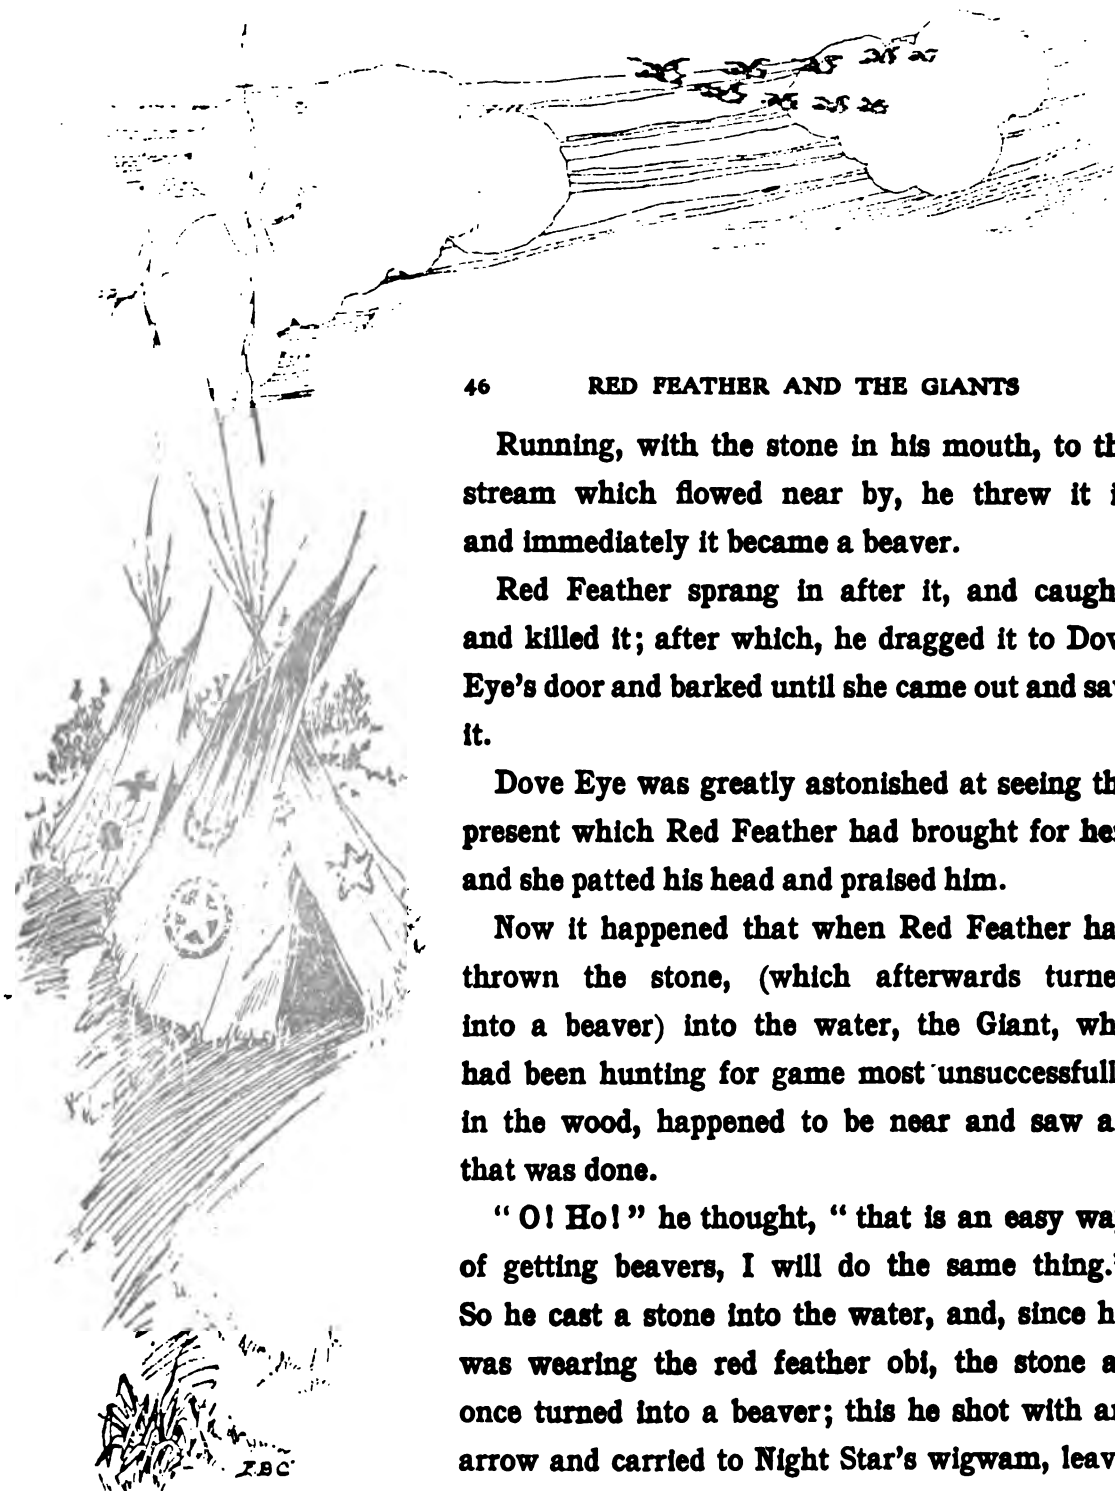 46 RED FEATHER AND THE GIANTS
Running, with the stone in his mouth, to th
stream which flowed near by, he threw it i
and immediately it became a beaver.
Red Feather sprang in after it, and caugh
and killed it; after which, he dragged it to Dov
Eye's door and barked until she came out and sa
it.
Dove Eye was greatly astonished at seeing th
present which Red Feather had brought for her
and she patted his head and praised him.
Now it happened that when Red Feather ha
thrown the stone, (which afterwards turne
into a beaver) into the water, the Giant, wh
had been hunting for game most unsuccessfull
in the wood, happened to be near and saw a
that was done.
" O! Ho! " he thought, " that is an easy wa
of getting beavers, I will do the same thing."
So he cast a stone into the water, and, since h
was wearing the red feather obi, the stone a
once turned into a beaver; this he shot with an
arrow and carried to Night Star's wigwam, leav-